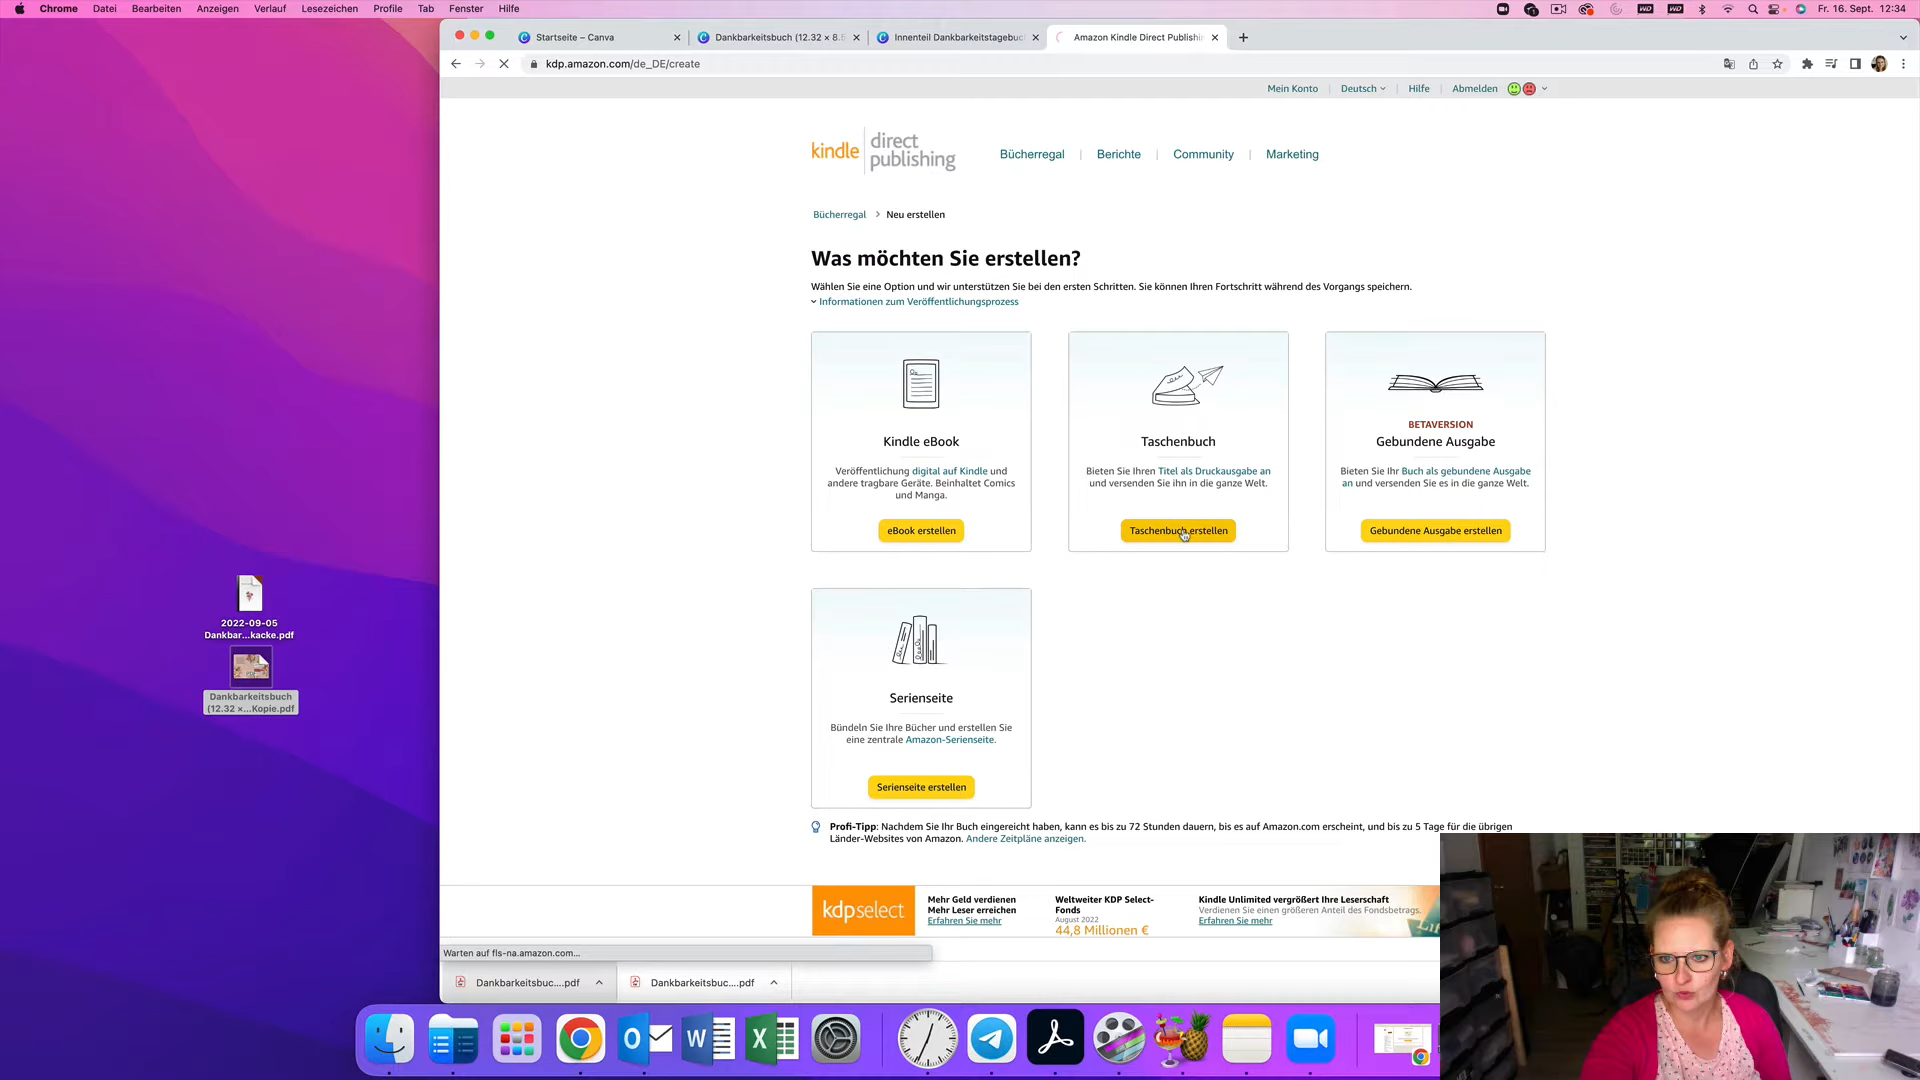 Chrome Datei Bearbeiten Anzeigen Verlauf Lesezeichen Profile Tab Fenster Hilfe Fr. 16. Sept. 12:34
Startseite – Canva Dankbarkeitsbuch (12.32 × 8. Innenteil Dankbarkeitstagebuc Amazon Kindle Direct Publishin
kdp.amazon.com/de_DE/create
Mein Konto Deutsch Hilfe Abmelden
kindle direct publishing
Bücherregal Berichte Community Marketing
Bücherregal > Neu erstellen
Was möchten Sie erstellen?
Wählen Sie eine Option und wir unterstützen Sie bei den ersten Schritten. Sie können Ihren Fortschritt während des Vorgangs speichern.
Informationen zum Veröffentlichungsprozess
Kindle eBook
Veröffentlichung digital auf Kindle und
andere tragbare Geräte. Beinhaltet Comics
und Manga.
eBook erstellen
Taschenbuch
Bieten Sie Ihren Titel als Druckausgabe an
und versenden Sie ihn in die ganze Welt.
Taschenbuch erstellen
BETAVERSION
Gebundene Ausgabe
Bieten Sie Ihr Buch als gebundene Ausgabe
an und versenden Sie es in die ganze Welt.
Gebundene Ausgabe erstellen
Serienseite
Bündeln Sie Ihre Bücher und erstellen Sie
eine zentrale Amazon-Serienseite.
Serienseite erstellen
Profi-Tipp: Nachdem Sie Ihr Buch eingereicht haben, kann es bis zu 72 Stunden dauern, bis es auf Amazon.com erscheint, und bis zu 5 Tage für die übrigen
Länder-Websites von Amazon. Andere Zeitpläne anzeigen.
kdpselect
Mehr Geld verdienen
Mehr Leser erreichen
Erfahren Sie mehr
Weltweiter KDP Select-
Fonds
August 2022
44,8 Millionen €
Kindle Unlimited vergrößert Ihre Leserschaft
Verdienen Sie einen größeren Anteil des Fondsbetrags.
Erfahren Sie mehr
Warten auf fls-na.amazon.com...
Dankbarkeitsbuc....pdf Dankbarkeitsbuc....pdf
2022-09-05
Dankbar...kacke.pdf
Dankbarkeitsbuch
(12.32 ×...Kopie.pdf